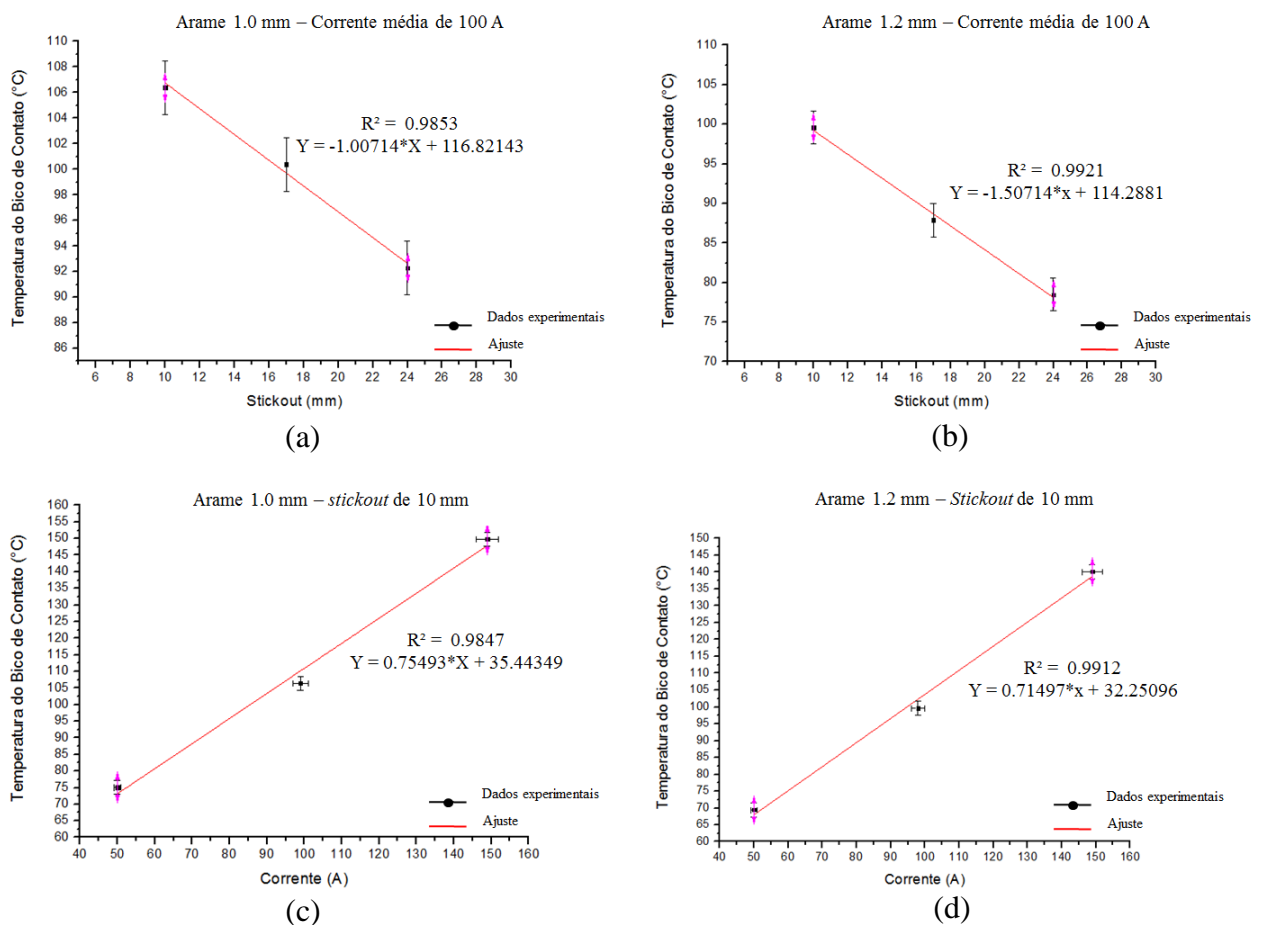 Arame 1.0 mm – Corrente média de 100 A
Temperatura do Bico de Contato (°C)
110
108
106
104
102
100
98
96
94
92
90
88
86
R² = 0.9853
Y = -1.00714*X + 116.82143
Dados experimentais
Ajuste
6 8 10 12 14 16 18 20 22 24 26 28 30
Stickout (mm)
(a)
Arame 1.2 mm – Corrente média de 100 A
Temperatura do Bico de Contato (°C)
110
105
100
95
90
85
80
75
70
R² = 0.9921
Y = -1.50714*x + 114.2881
Dados experimentais
Ajuste
6 8 10 12 14 16 18 20 22 24 26 28 30
Stickout (mm)
(b)
Arame 1.0 mm – stickout de 10 mm
Temperatura do Bico de Contato (°C)
160
155
150
145
140
135
130
125
120
115
110
105
100
95
90
85
80
75
70
65
60
R² = 0.9847
Y = 0.75493*X + 35.44349
Dados experimentais
Ajuste
40 50 60 70 80 90 100 110 120 130 140 150 160
Corrente (A)
(c)
Arame 1.2 mm – Stickout de 10 mm
Temperatura do Bico de Contato (°C)
150
145
140
135
130
125
120
115
110
105
100
95
90
85
80
75
70
65
60
R² = 0.9912
Y = 0.71497*x + 32.25096
Dados experimentais
Ajuste
40 50 60 70 80 90 100 110 120 130 140 150 160
Corrente (A)
(d)